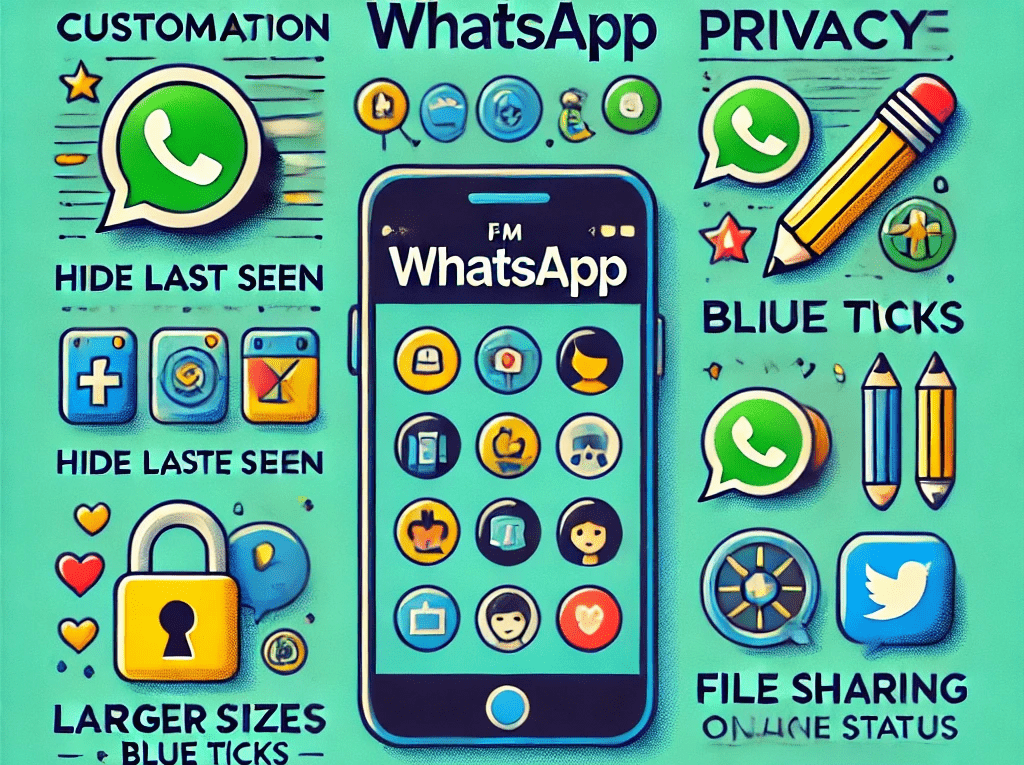 CUSTOMATION
HIDE LAST SEEN
HIDE LASTE SEEN
LARGER SIZES
BLUE TICKS
WhatsApp
FM
WhatsApp
PRIVACY
BLIUE TICKS
FILE SHARING
STATUS